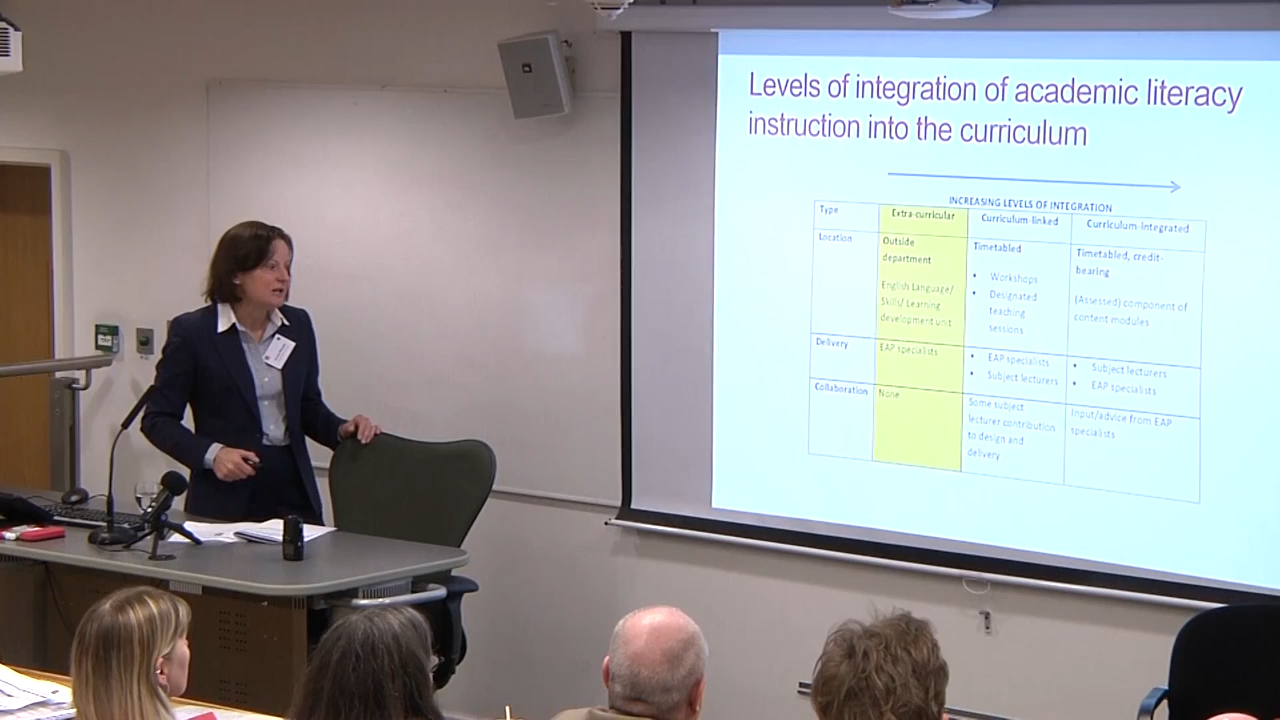 Levels of integration of academic literacy
instruction into the curriculum
INCREASING LEVELS OF INTEGRATION
Type
Extra-curricular
Curriculum-linked
Curriculum-integrated
Location
Outside
department
English Language/
Skills/ Learning
development unit
Timetabled
• Workshops
• Designated
teaching
sessions
Timetabled, credit-
bearing
(Assessed) component of
content modules
Delivery
EAP specialists
• EAP specialists
• Subject lecturers
• Subject lecturers
• EAP specialists
Collaboration
None
Some subject
lecturer contribution
to design and
delivery
Input/advice from EAP
specialists